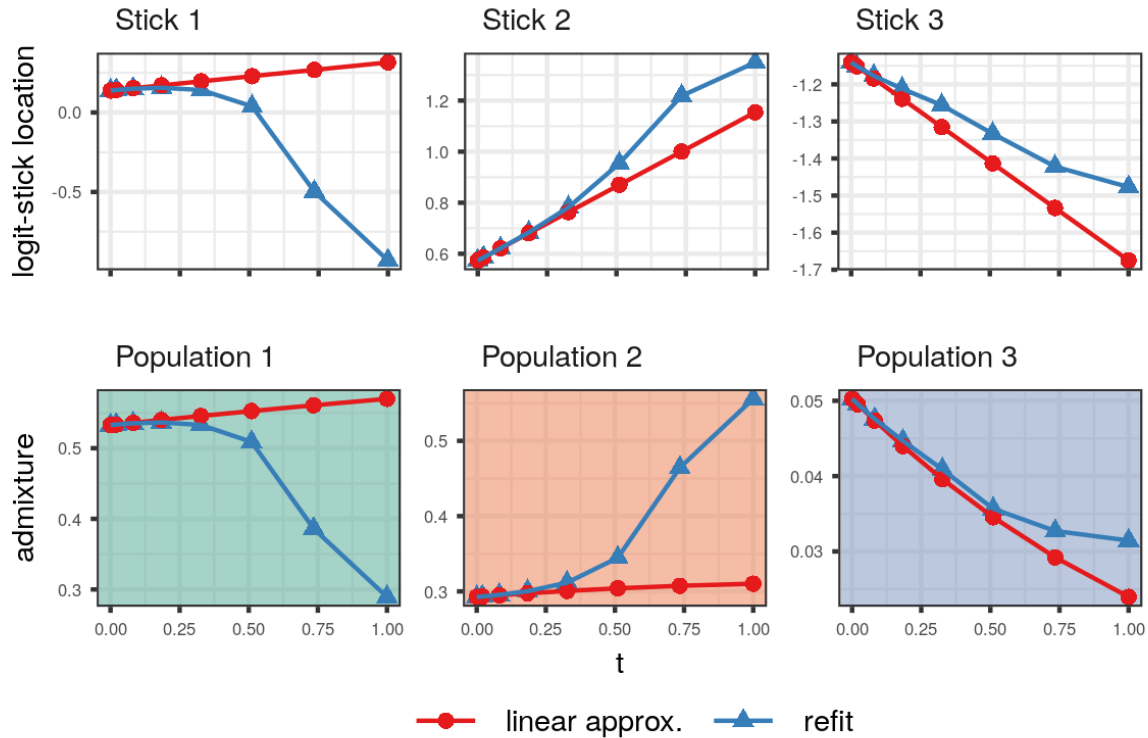 Stick 1
Stick 2
Stick 3
logit-stick location
0.0
-0.5
1.2
1.0
0.8
0.6
-1.2
-1.3
-1.4
-1.5
-1.6
-1.7
Population 1
Population 2
Population 3
admixture
0.5
0.4
0.3
0.5
0.4
0.3
0.05
0.04
0.03
0.00 0.25 0.50 0.75 1.00
0.00 0.25 0.50 0.75 1.00
0.00 0.25 0.50 0.75 1.00
t
linear approx. refit